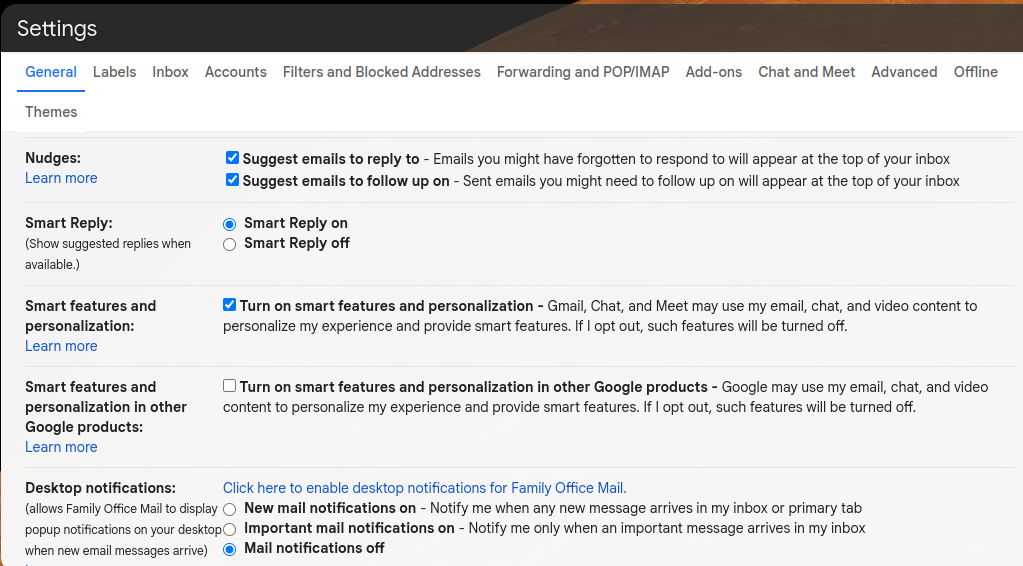 Settings
General Labels Inbox Accounts Filters and Blocked Addresses Forwarding and POP/IMAP Add-ons Chat and Meet Advanced Offline
Themes
Nudges:
Learn more
Suggest emails to reply to - Emails you might have forgotten to respond to will appear at the top of your inbox
Suggest emails to follow up on - Sent emails you might need to follow up on will appear at the top of your inbox
Smart Reply:
(Show suggested replies when
available.)
Smart Reply on
Smart Reply off
Smart features and
personalization:
Learn more
Turn on smart features and personalization - Gmail, Chat, and Meet may use my email, chat, and video content to
personalize my experience and provide smart features. If I opt out, such features will be turned off.
Smart features and
personalization in other
Google products:
Learn more
Turn on smart features and personalization in other Google products - Google may use my email, chat, and video
content to personalize my experience and provide smart features. If I opt out, such features will be turned off.
Desktop notifications:
(allows Family Office Mail to display
popup notifications on your desktop
when new email messages arrive)
Click here to enable desktop notifications for Family Office Mail.
New mail notifications on - Notify me when any new message arrives in my inbox or primary tab
Important mail notifications on - Notify me only when an important message arrives in my inbox
Mail notifications off